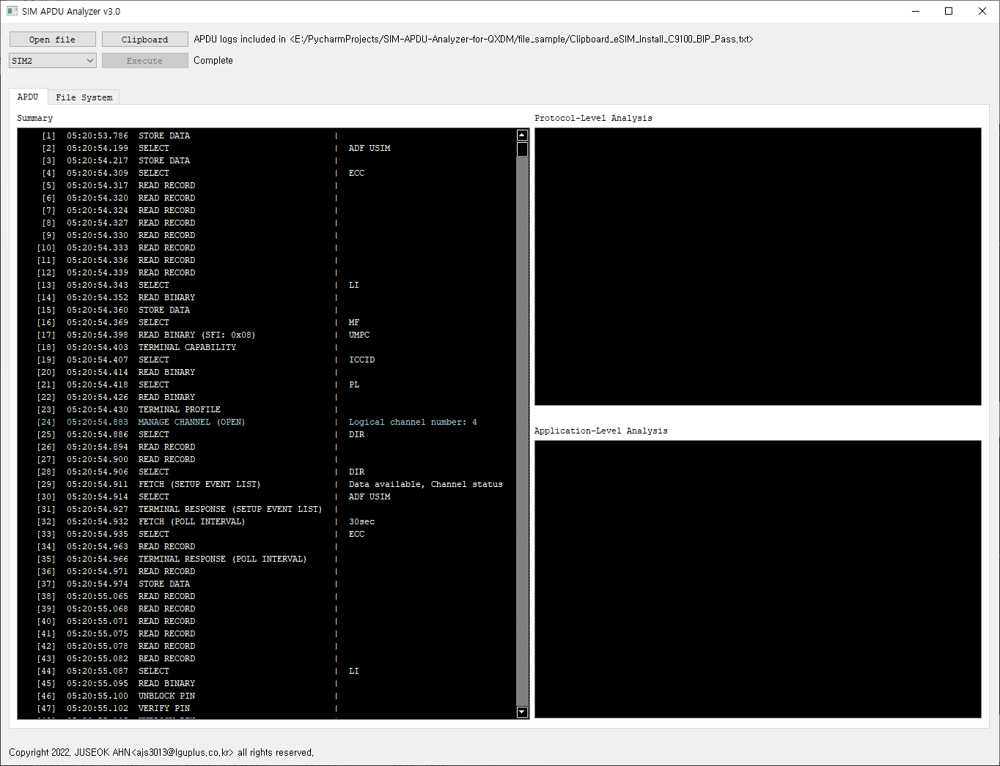 SIM APDU Analyzer v3.0
Open file Clipboard APDU logs included in <E:/PycharmProjects/SIM-APDU-Analyzer-for-QXDM/file_sample/Clipboard_eSIM_Install_C9100_BIP_Pass.txt>
SIM2 Execute Complete
APDU File System
Summary
[1] 05:20:53.786 STORE DATA |
[2] 05:20:54.199 SELECT | ADF USIM
[3] 05:20:54.217 STORE DATA |
[4] 05:20:54.309 SELECT | ECC
[5] 05:20:54.317 READ RECORD |
[6] 05:20:54.320 READ RECORD |
[7] 05:20:54.324 READ RECORD |
[8] 05:20:54.327 READ RECORD |
[9] 05:20:54.330 READ RECORD |
[10] 05:20:54.333 READ RECORD |
[11] 05:20:54.336 READ RECORD |
[12] 05:20:54.339 READ RECORD |
[13] 05:20:54.343 SELECT | LI
[14] 05:20:54.352 READ BINARY |
[15] 05:20:54.360 STORE DATA |
[16] 05:20:54.369 SELECT | MF
[17] 05:20:54.398 READ BINARY (SFI: 0x08) | UMPC
[18] 05:20:54.403 TERMINAL CAPABILITY |
[19] 05:20:54.407 SELECT | ICCID
[20] 05:20:54.414 READ BINARY |
[21] 05:20:54.418 SELECT | PL
[22] 05:20:54.426 READ BINARY |
[23] 05:20:54.430 TERMINAL PROFILE |
[24] 05:20:54.883 MANAGE CHANNEL (OPEN) | Logical channel number: 4
[25] 05:20:54.886 SELECT | DIR
[26] 05:20:54.894 READ RECORD |
[27] 05:20:54.900 READ RECORD |
[28] 05:20:54.906 SELECT | DIR
[29] 05:20:54.911 FETCH (SETUP EVENT LIST) | Data available, Channel status
[30] 05:20:54.914 SELECT | ADF USIM
[31] 05:20:54.927 TERMINAL RESPONSE (SETUP EVENT LIST) |
[32] 05:20:54.932 FETCH (POLL INTERVAL) | 30sec
[33] 05:20:54.935 SELECT | ECC
[34] 05:20:54.963 READ RECORD |
[35] 05:20:54.966 TERMINAL RESPONSE (POLL INTERVAL) |
[36] 05:20:54.971 READ RECORD |
[37] 05:20:54.974 STORE DATA |
[38] 05:20:55.065 READ RECORD |
[39] 05:20:55.068 READ RECORD |
[40] 05:20:55.071 READ RECORD |
[41] 05:20:55.075 READ RECORD |
[42] 05:20:55.078 READ RECORD |
[43] 05:20:55.082 READ RECORD |
[44] 05:20:55.087 SELECT | LI
[45] 05:20:55.095 READ BINARY |
[46] 05:20:55.100 UNBLOCK PIN |
[47] 05:20:55.102 VERIFY PIN |
Protocol-Level Analysis
Application-Level Analysis
Copyright 2022. JUSEOK AHN<ajs3013@lguplus.co.kr> all rights reserved.